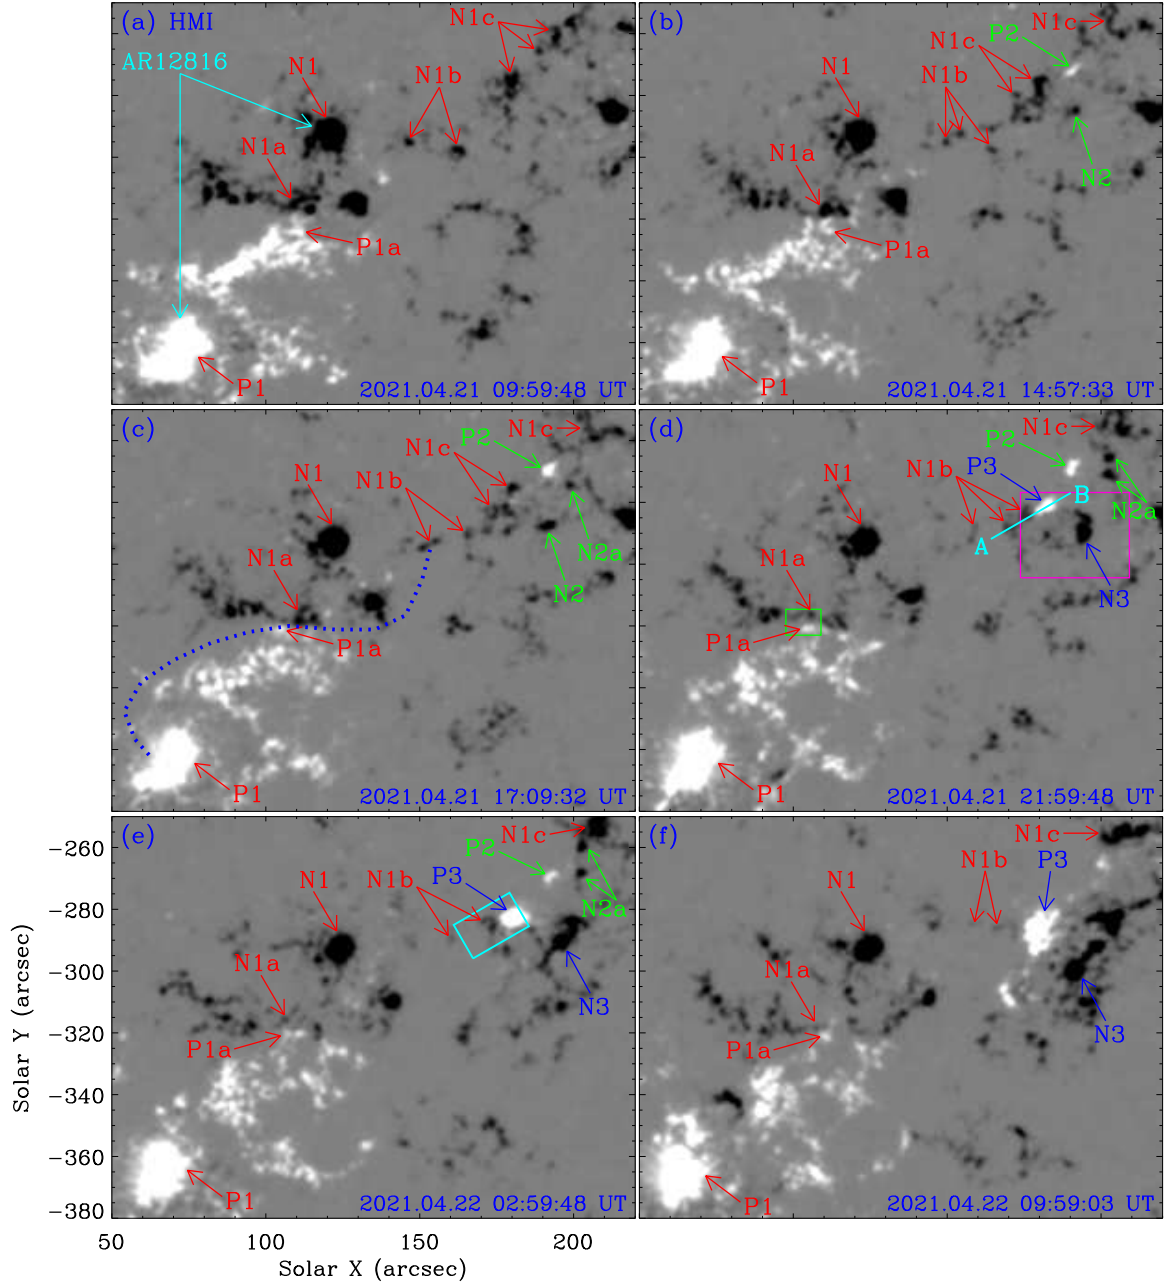 (a) HMI
N1c
AR12816
N1
N1b
N1a
P1a
P1
2021.04.21 09:59:48 UT
(b)
N1c
P2
N1c
N1
N1b
N1a
N2
P1a
P1
2021.04.21 14:57:33 UT
(c)
N1c
P2
N1c
N1
N1b
N1a
N2a
N2
P1a
P1
2021.04.21 17:09:32 UT
(d)
N1c
P2
P3
N1b
N1
B
N2a
A
N1a
N3
P1a
P1
2021.04.21 21:59:48 UT
(e)
N1c
P2
P3
N1
N1b
N2a
N1a
N3
P1a
P1
2021.04.22 02:59:48 UT
(f)
N1c
N1b
P3
N1
N1a
N3
P1a
P1
2021.04.22 09:59:03 UT
-260
-280
-300
-320
-340
-360
-380
Solar Y (arcsec)
50 100 150 200
Solar X (arcsec)